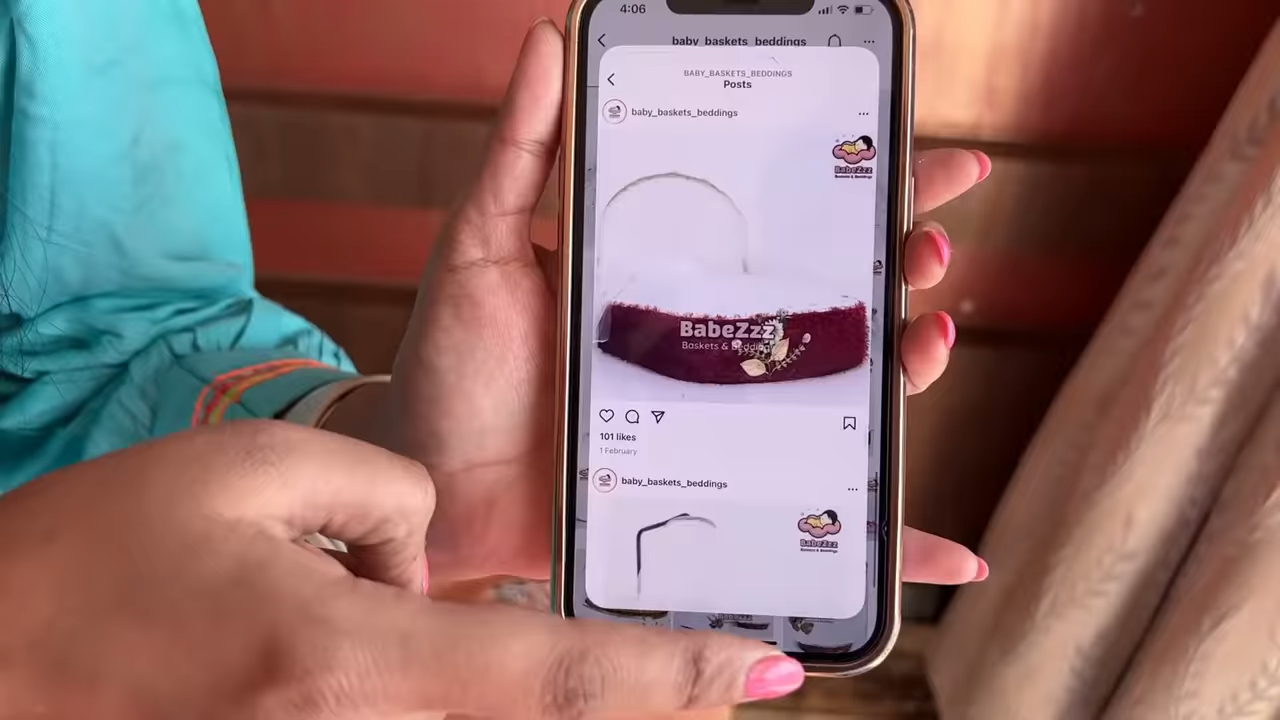 4:06
baby_baskets_beddings
BABY_BASKETS_BEDDINGS
Posts
baby_baskets_beddings
BabeZzz
Baskets & Beddings
BabeZzz
Baskets & Bedding
101 likes
1 February
baby_baskets_beddings
BabeZzz
Baskets & Beddings